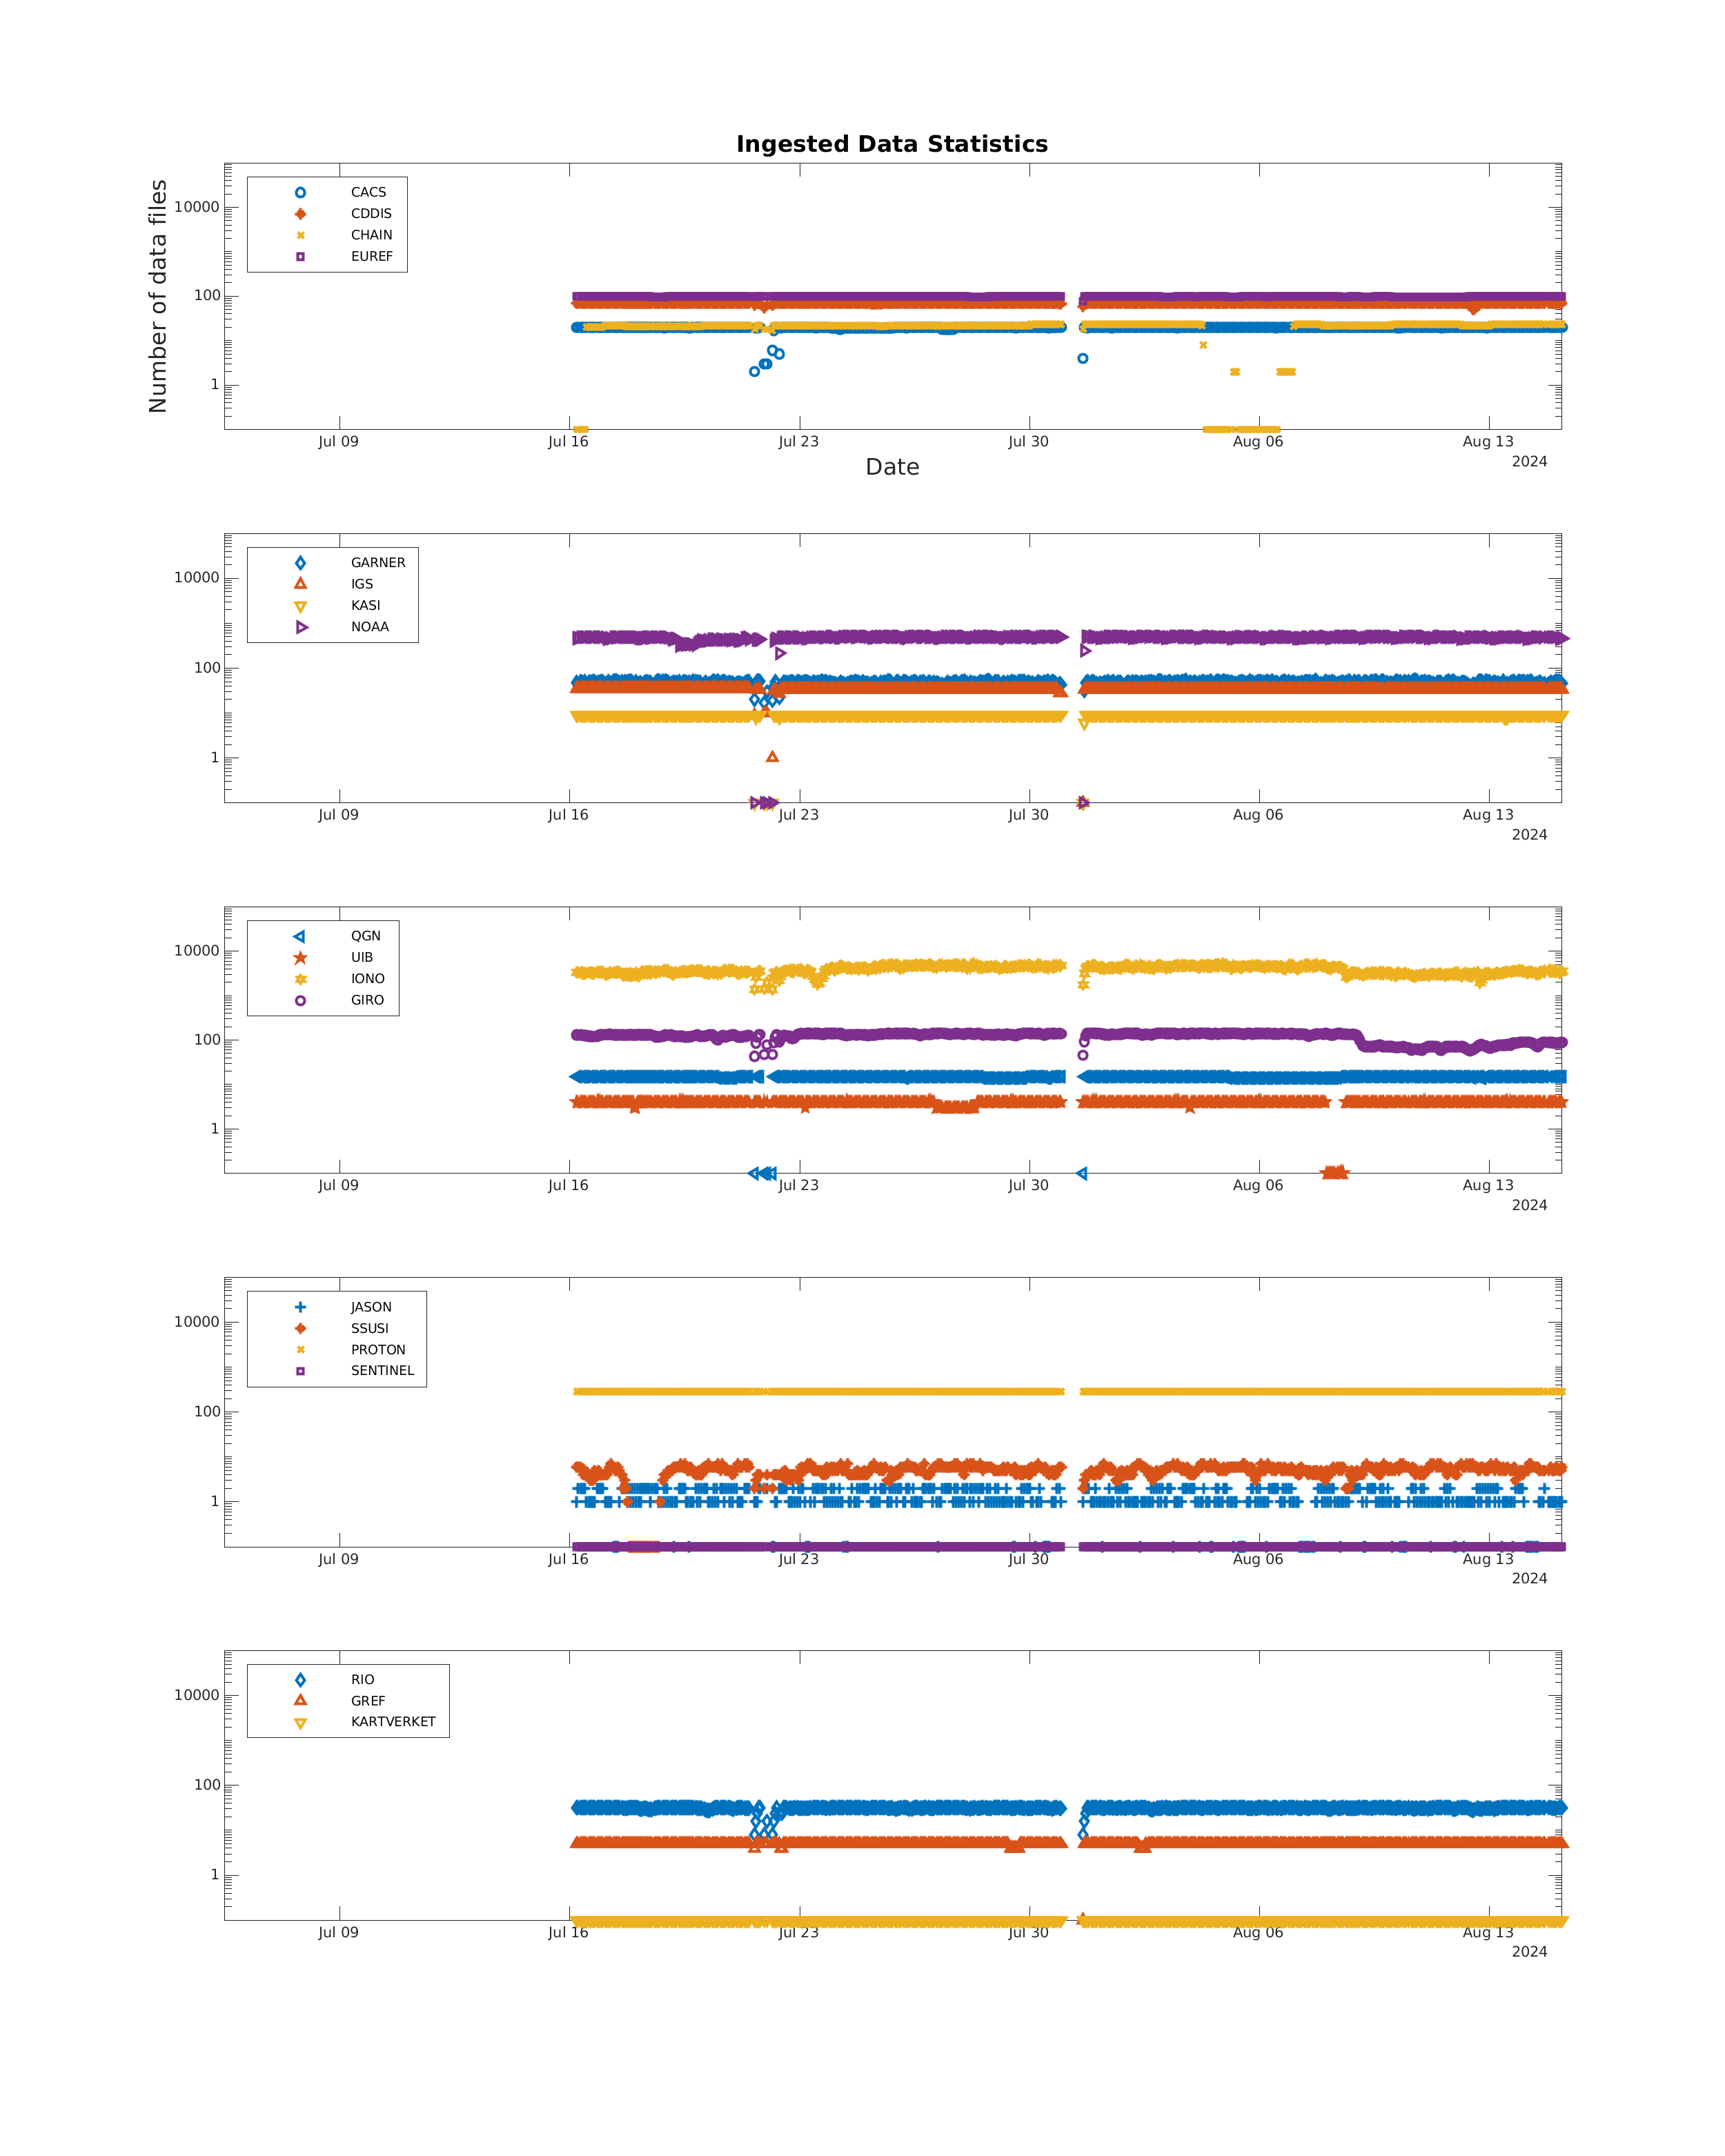 Ingested Data Statistics
Number of data files
CACS
CDDIS
CHAIN
EUREF
10000
100
1
Jul 09 Jul 16 Jul 23 Jul 30 Aug 06 Aug 13
2024
Date
GARNER
IGS
KASI
NOAA
10000
100
1
Jul 09 Jul 16 Jul 23 Jul 30 Aug 06 Aug 13
2024
QGN
UIB
IONO
GIRO
10000
100
1
Jul 09 Jul 16 Jul 23 Jul 30 Aug 06 Aug 13
2024
JASON
SSUSI
PROTON
SENTINEL
10000
100
1
Jul 09 Jul 16 Jul 23 Jul 30 Aug 06 Aug 13
2024
RIO
GREF
KARTVERKET
10000
100
1
Jul 09 Jul 16 Jul 23 Jul 30 Aug 06 Aug 13
2024